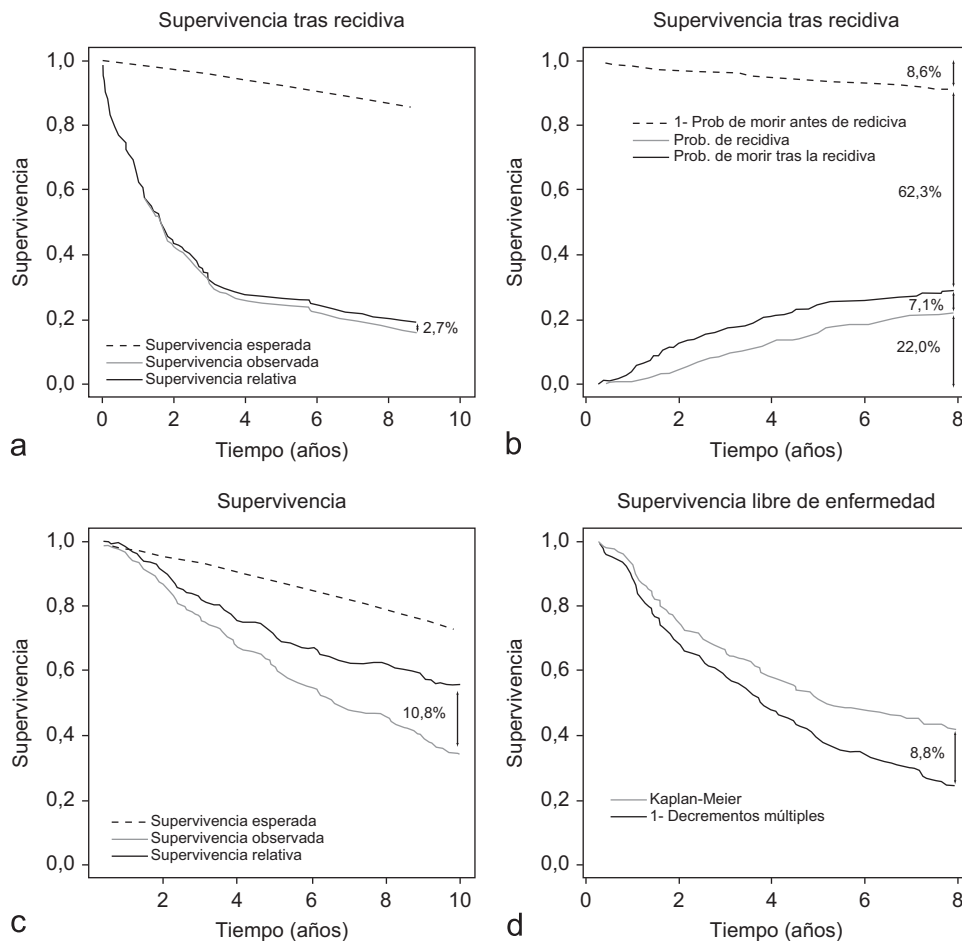 Supervivencia tras recidiva
Supervivencia
1,0
0,8
0,6
0,4
0,2
0,0
2,7%
Supervivencia esperada
Supervivencia observada
Supervivencia relativa
0 2 4 6 8 10
Tiempo (años)
a
Supervivencia tras recidiva
Supervivencia
1,0
0,8
0,6
0,4
0,2
0,0
8,6%
1- Prob de morir antes de rediciva
Prob. de recidiva
Prob. de morir tras la recidiva
62,3%
7,1%
22,0%
0 2 4 6 8
Tiempo (años)
b
Supervivencia
Supervivencia
1,0
0,8
0,6
0,4
0,2
0,0
10,8%
Supervivencia esperada
Supervivencia observada
Supervivencia relativa
2 4 6 8 10
Tiempo (años)
c
Supervivencia libre de enfermedad
Supervivencia
1,0
0,8
0,6
0,4
0,2
0,0
8,8%
Kaplan-Meier
1- Decrementos múltiples
0 2 4 6 8
Tiempo (años)
d